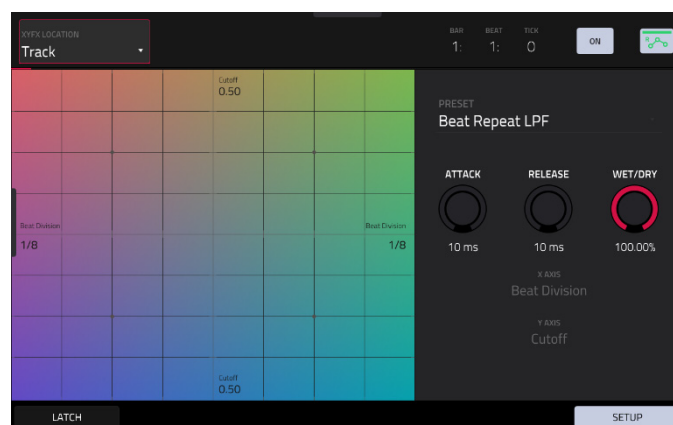 XYFX LOCATION
Track
BAR BEAT TICK
1: 1: 0
ON
R
Cutoff
0.50
PRESET
Beat Repeat LPF
ATTACK RELEASE WET/DRY
10 ms 10 ms 100.00%
Beat Division Beat Division
1/8 1/8
X AXIS
Beat Division
Y AXIS
Cutoff
Cutoff
0.50
LATCH SETUP